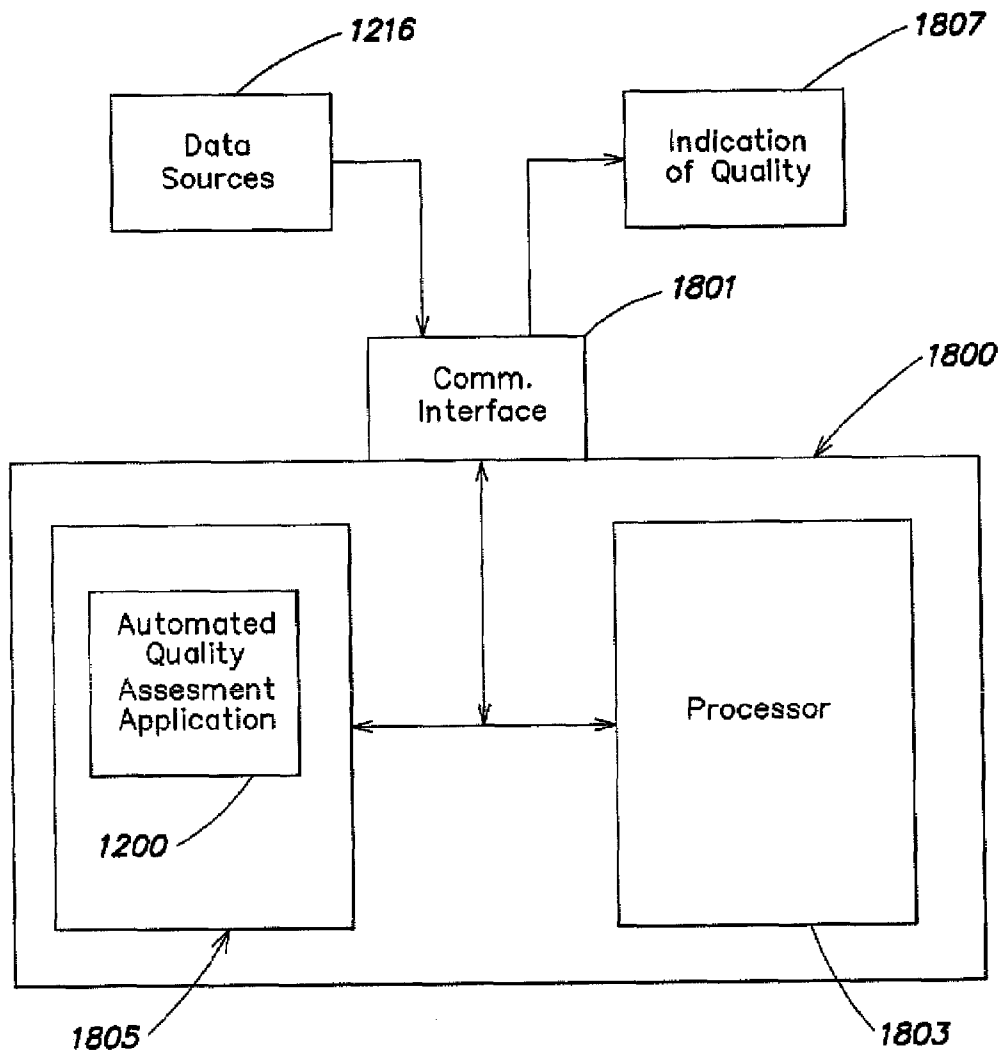 1216
1807
Data
Sources
Indication
of Quality
1801
Comm.
Interface
1800
Automated
Quality
Assesment
Application
Processor
1200
1805
1803